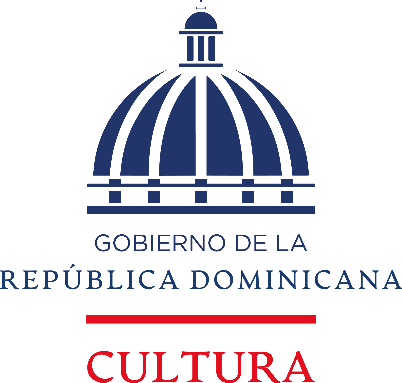 GOBIERNO DE LA
REPÚBLICA DOMINICANA
CULTURA